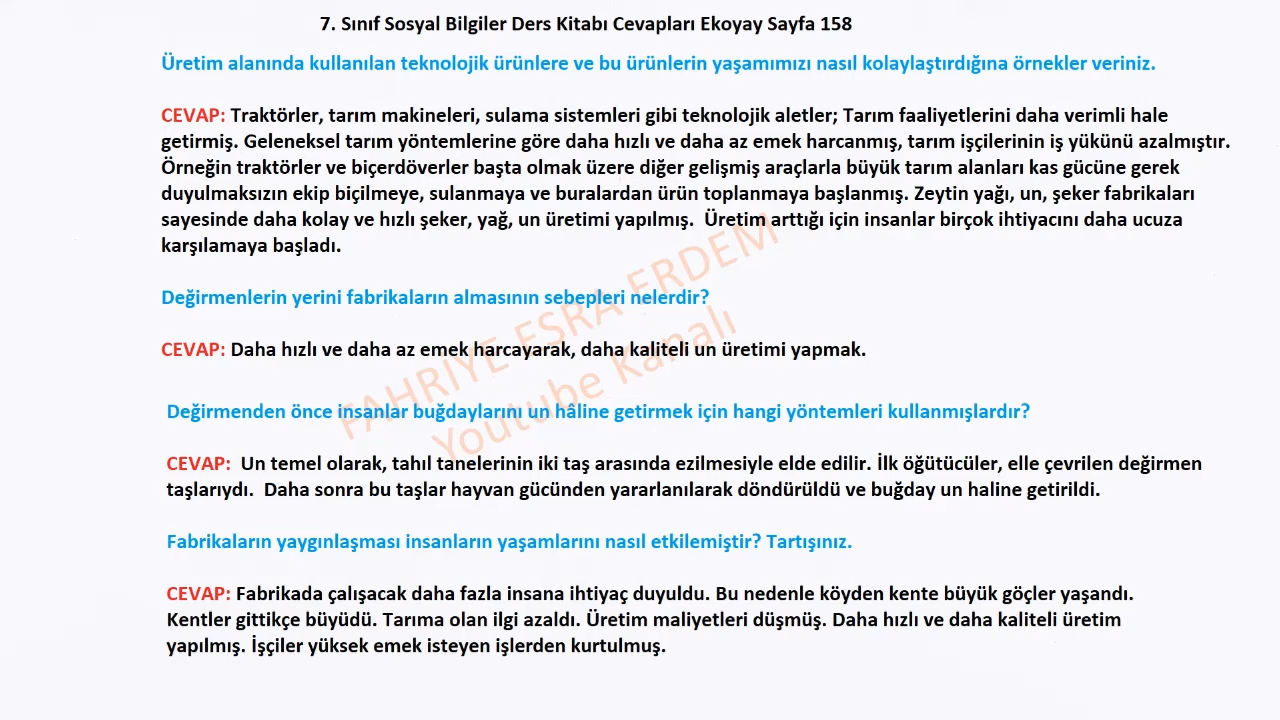 7. Sınıf Sosyal Bilgiler Ders Kitabı Cevapları Ekoyay Sayfa 158
Üretim alanında kullanılan teknolojik ürünlere ve bu ürünlerin yaşamımızı nasıl kolaylaştırdığına örnekler veriniz.
CEVAP: Traktörler, tarım makineleri, sulama sistemleri gibi teknolojik aletler; Tarım faaliyetlerini daha verimli hale
getirmiş. Geleneksel tarım yöntemlerine göre daha hızlı ve daha az emek harcanmış, tarım işçilerinin iş yükünü azalmıştır.
Örneğin traktörler ve biçerdöverler başta olmak üzere diğer gelişmiş araçlarla büyük tarım alanları kas gücüne gerek
duyulmaksızın ekip biçilmeye, sulanmaya ve buralardan ürün toplanmaya başlanmış. Zeytin yağı, un, şeker fabrikaları
sayesinde daha kolay ve hızlı şeker, yağ, un üretimi yapılmış.  Üretim arttığı için insanlar birçok ihtiyacını daha ucuza
karşılamaya başladı.
Değirmenlerin yerini fabrikaların almasının sebepleri nelerdir?
CEVAP: Daha hızlı ve daha az emek harcayarak, daha kaliteli un üretimi yapmak.
Değirmenden önce insanlar buğdaylarını un hâline getirmek için hangi yöntemleri kullanmışlardır?
CEVAP:  Un temel olarak, tahıl tanelerinin iki taş arasında ezilmesiyle elde edilir. İlk öğütücüler, elle çevrilen değirmen
taşlarıydı.  Daha sonra bu taşlar hayvan gücünden yararlanılarak döndürüldü ve buğday un haline getirildi.
Fabrikaların yaygınlaşması insanların yaşamlarını nasıl etkilemiştir? Tartışınız.
CEVAP: Fabrikada çalışacak daha fazla insana ihtiyaç duyuldu. Bu nedenle köyden kente büyük göçler yaşandı.
Kentler gittikçe büyüdü. Tarıma olan ilgi azaldı. Üretim maliyetleri düşmüş. Daha hızlı ve daha kaliteli üretim
yapılmış. İşçiler yüksek emek isteyen işlerden kurtulmuş.
FAHRIYE ESRA ERDEM
Youtube Kanalı